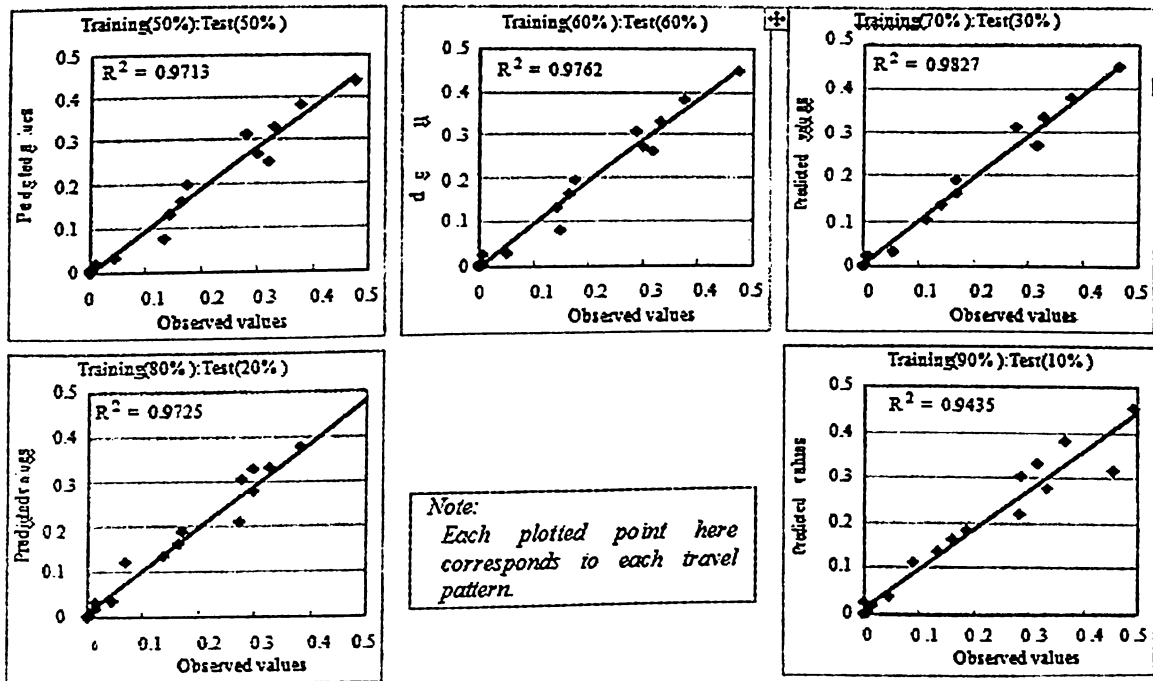 Training(50%):Test(50%)
R² = 0.9713
0.5
0.4
0.3
0.2
0.1
0
0 0.1 0.2 0.3 0.4 0.5
Observed values
Training(60%):Test(60%)
R² = 0.9762
0.5
0.4
0.3
0.2
0.1
0
0 0.1 0.2 0.3 0.4 0.5
Observed values
Training(70%):Test(30%)
R² = 0.9827
Predicted values
0.5
0.4
0.3
0.2
0.1
0
0 0.1 0.2 0.3 0.4 0.5
Observed values
Training(80%):Test(20%)
R² = 0.9725
0.5
0.4
0.3
0.2
0.1
0
0 0.1 0.2 0.3 0.4 0.5
Observed values
Note:
Each plotted point here
corresponds to each travel
pattern.
Training(90%):Test(10%)
R² = 0.9435
Predicted values
0.5
0.4
0.3
0.2
0.1
0
0 0.1 0.2 0.3 0.4 0.5
Observed values